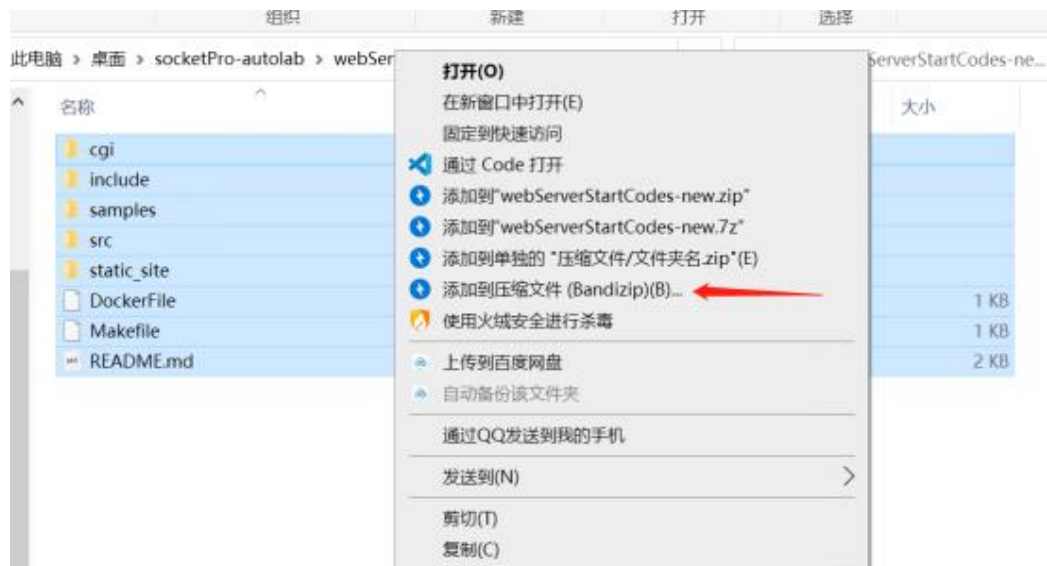 组织 新建 打开 选择
此电脑 > 桌面 > socketPro-autolab > webSer
ServerStartCodes-ne...
名称 大小
cgi
include
samples
src
static_site
DockerFile 1 KB
Makefile 1 KB
README.md 2 KB
打开(O)
在新窗口中打开(E)
固定到快速访问
通过 Code 打开
添加到"webServerStartCodes-new.zip"
添加到"webServerStartCodes-new.7z"
添加到单独的 "压缩文件/文件夹名.zip"(E)
添加到压缩文件 (Bandizip)(B)...
使用火绒安全进行杀毒
上传到百度网盘
自动备份该文件夹
通过QQ发送到我的手机
发送到(N)
剪切(T)
复制(C)